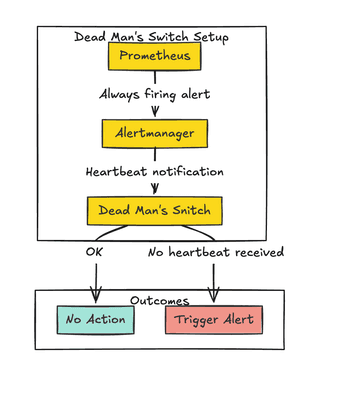 Dead Man's Switch Setup
Prometheus
Always firing alert
Alertmanager
Heartbeat notification
Dead Man's Snitch
OK
No heartbeat received
Outcomes
No Action
Trigger Alert